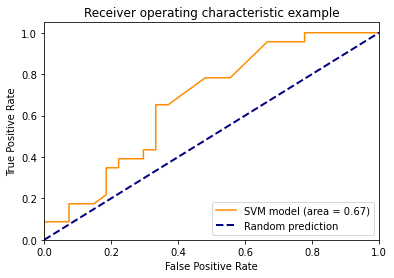 Receiver operating characteristic example
True Positive Rate
1.0
0.8
0.6
0.4
0.2
0.0
SVM model (area = 0.67)
Random prediction
0.0 0.2 0.4 0.6 0.8 1.0
False Positive Rate